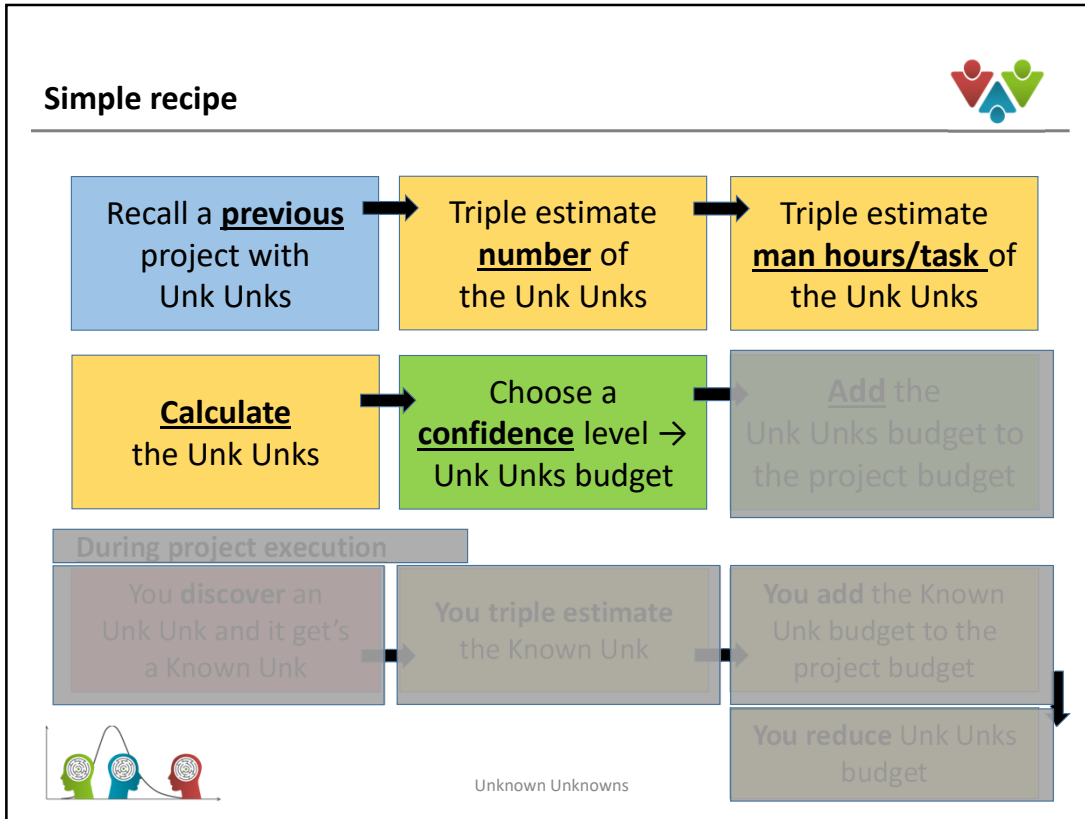 Simple recipe
Recall a previous
project with
Unk Unks
Triple estimate
number of
the Unk Unks
Triple estimate
man hours/task of
the Unk Unks
Calculate
the Unk Unks
Choose a
confidence level →
Unk Unks budget
Add the
Unk Unks budget to
the project budget
During project execution
You discover an
Unk Unk and it get's
a Known Unk
You triple estimate
the Known Unk
You add the Known
Unk budget to the
project budget
You reduce Unk Unks
budget
Unknown Unknowns